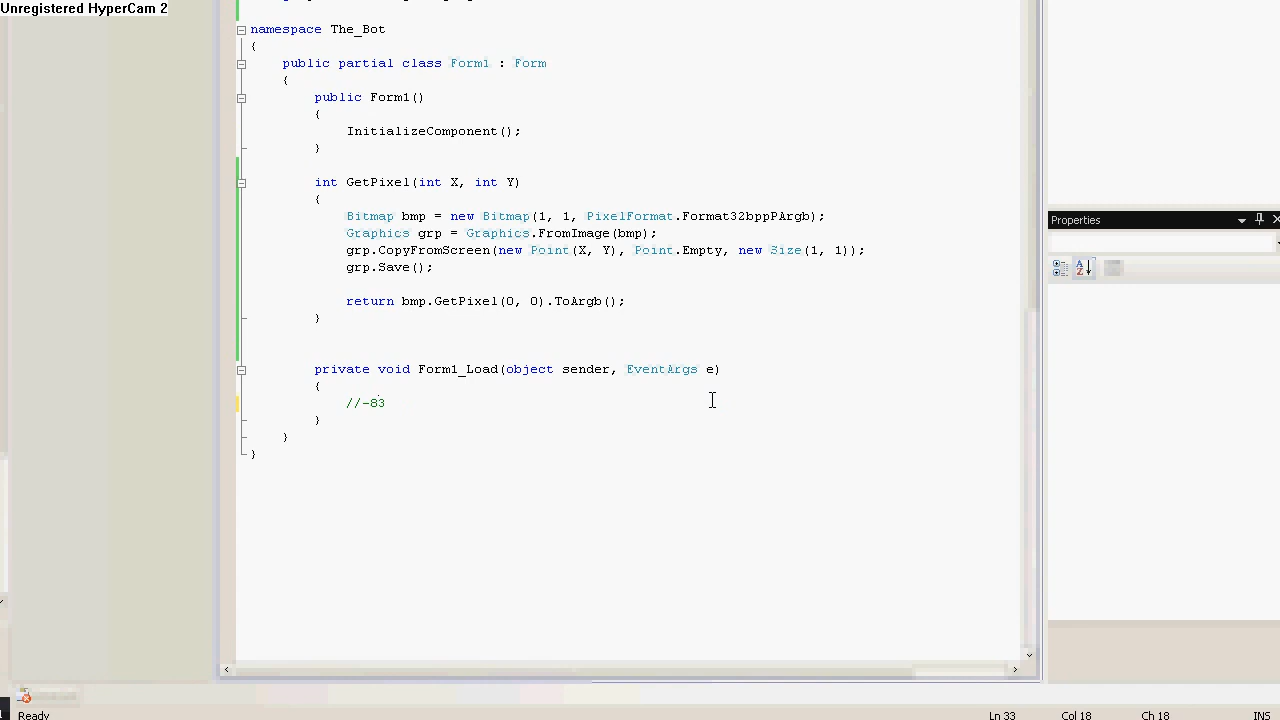 Unregistered HyperCam 2
namespace The_Bot
{
public partial class Form1 : Form
{
public Form1()
{
InitializeComponent();
}
int GetPixel(int X, int Y)
{
Bitmap bmp = new Bitmap(1, 1, PixelFormat.Format32bppPArgb);
Graphics grp = Graphics.FromImage(bmp);
grp.CopyFromScreen(new Point(X, Y), Point.Empty, new Size(1, 1));
grp.Save();
return bmp.GetPixel(0, 0).ToArgb();
}
private void Form1_Load(object sender, EventArgs e)
{
//-83
}
}
}
Properties
Ready
Ln 33
Col 18
Ch 18
INS